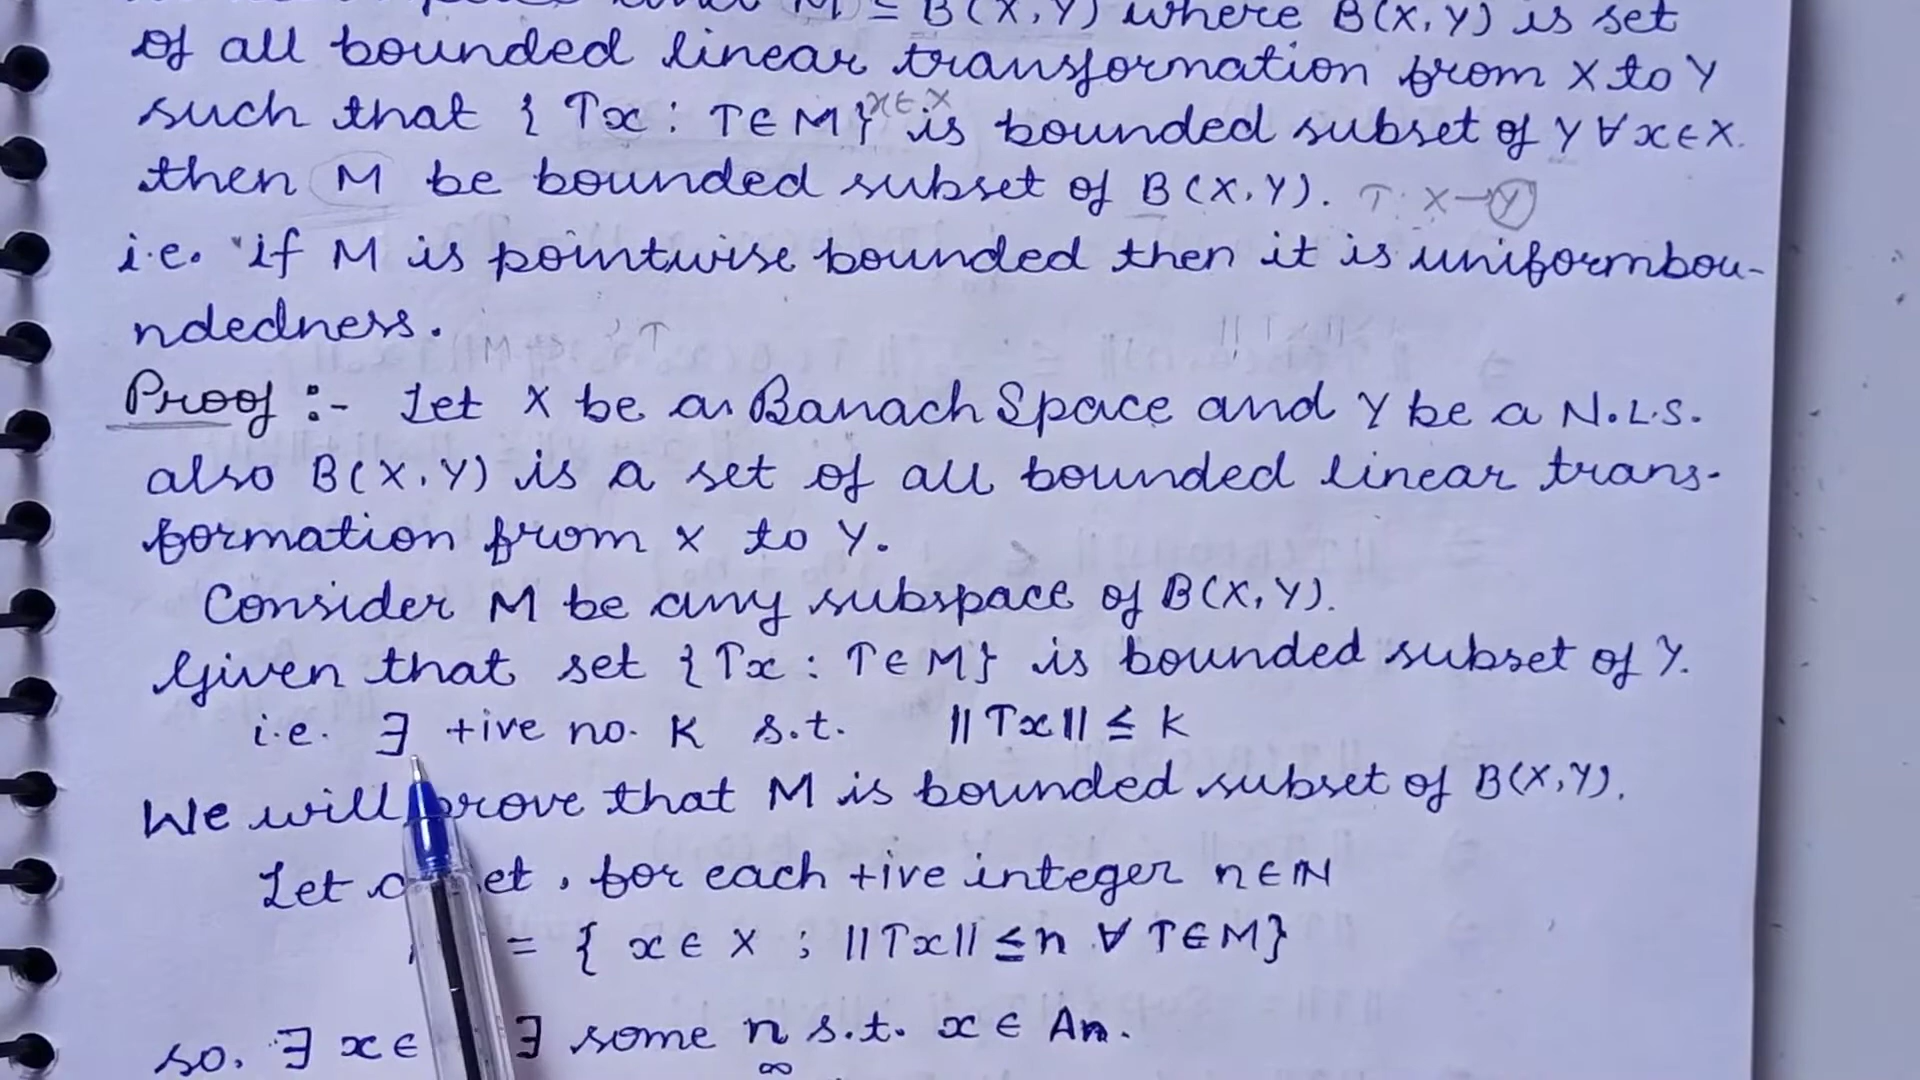 M ⊆ B(X,Y) where B(X,Y) is set
of all bounded linear transformation from X to Y
such that { Tx : T∈M} x∈X is bounded subset of Y ∀ x∈X.
then M be bounded subset of B(X,Y). T: X→Y
i.e. "if M is pointwise bounded then it is uniformbou-
ndedness.
Proof :- Let X be a Banach Space and Y be a N.L.S.
also B(X,Y) is a set of all bounded linear trans-
formation from X to Y.
Consider M be any subspace of B(X,Y).
Given that set {Tx : T∈M} is bounded subset of Y.
i.e. ∃ +ive no. K s.t. ||Tx|| ≤ K
We will prove that M is bounded subset of B(X,Y).
Let , for each +ive integer n∈N
= { x∈X ; ||Tx|| ≤n ∀ T∈M}
so, ∃ x∈ ∃ some n s.t. x∈ An.
∞